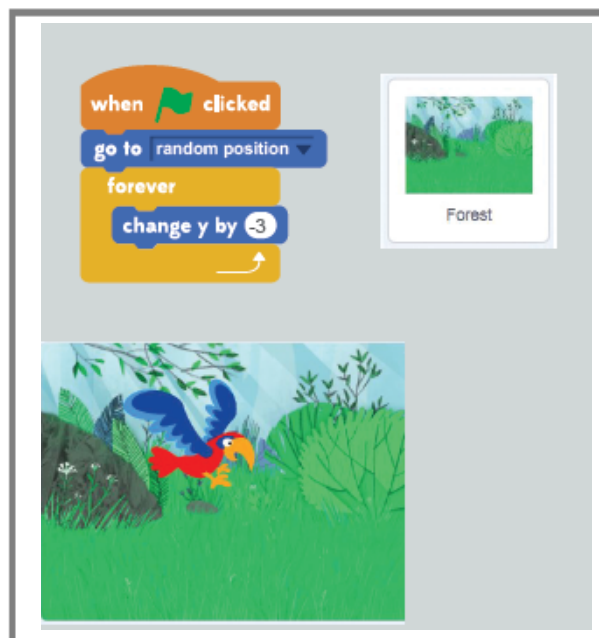 when clicked
go to random position
forever
change y by -3
Forest